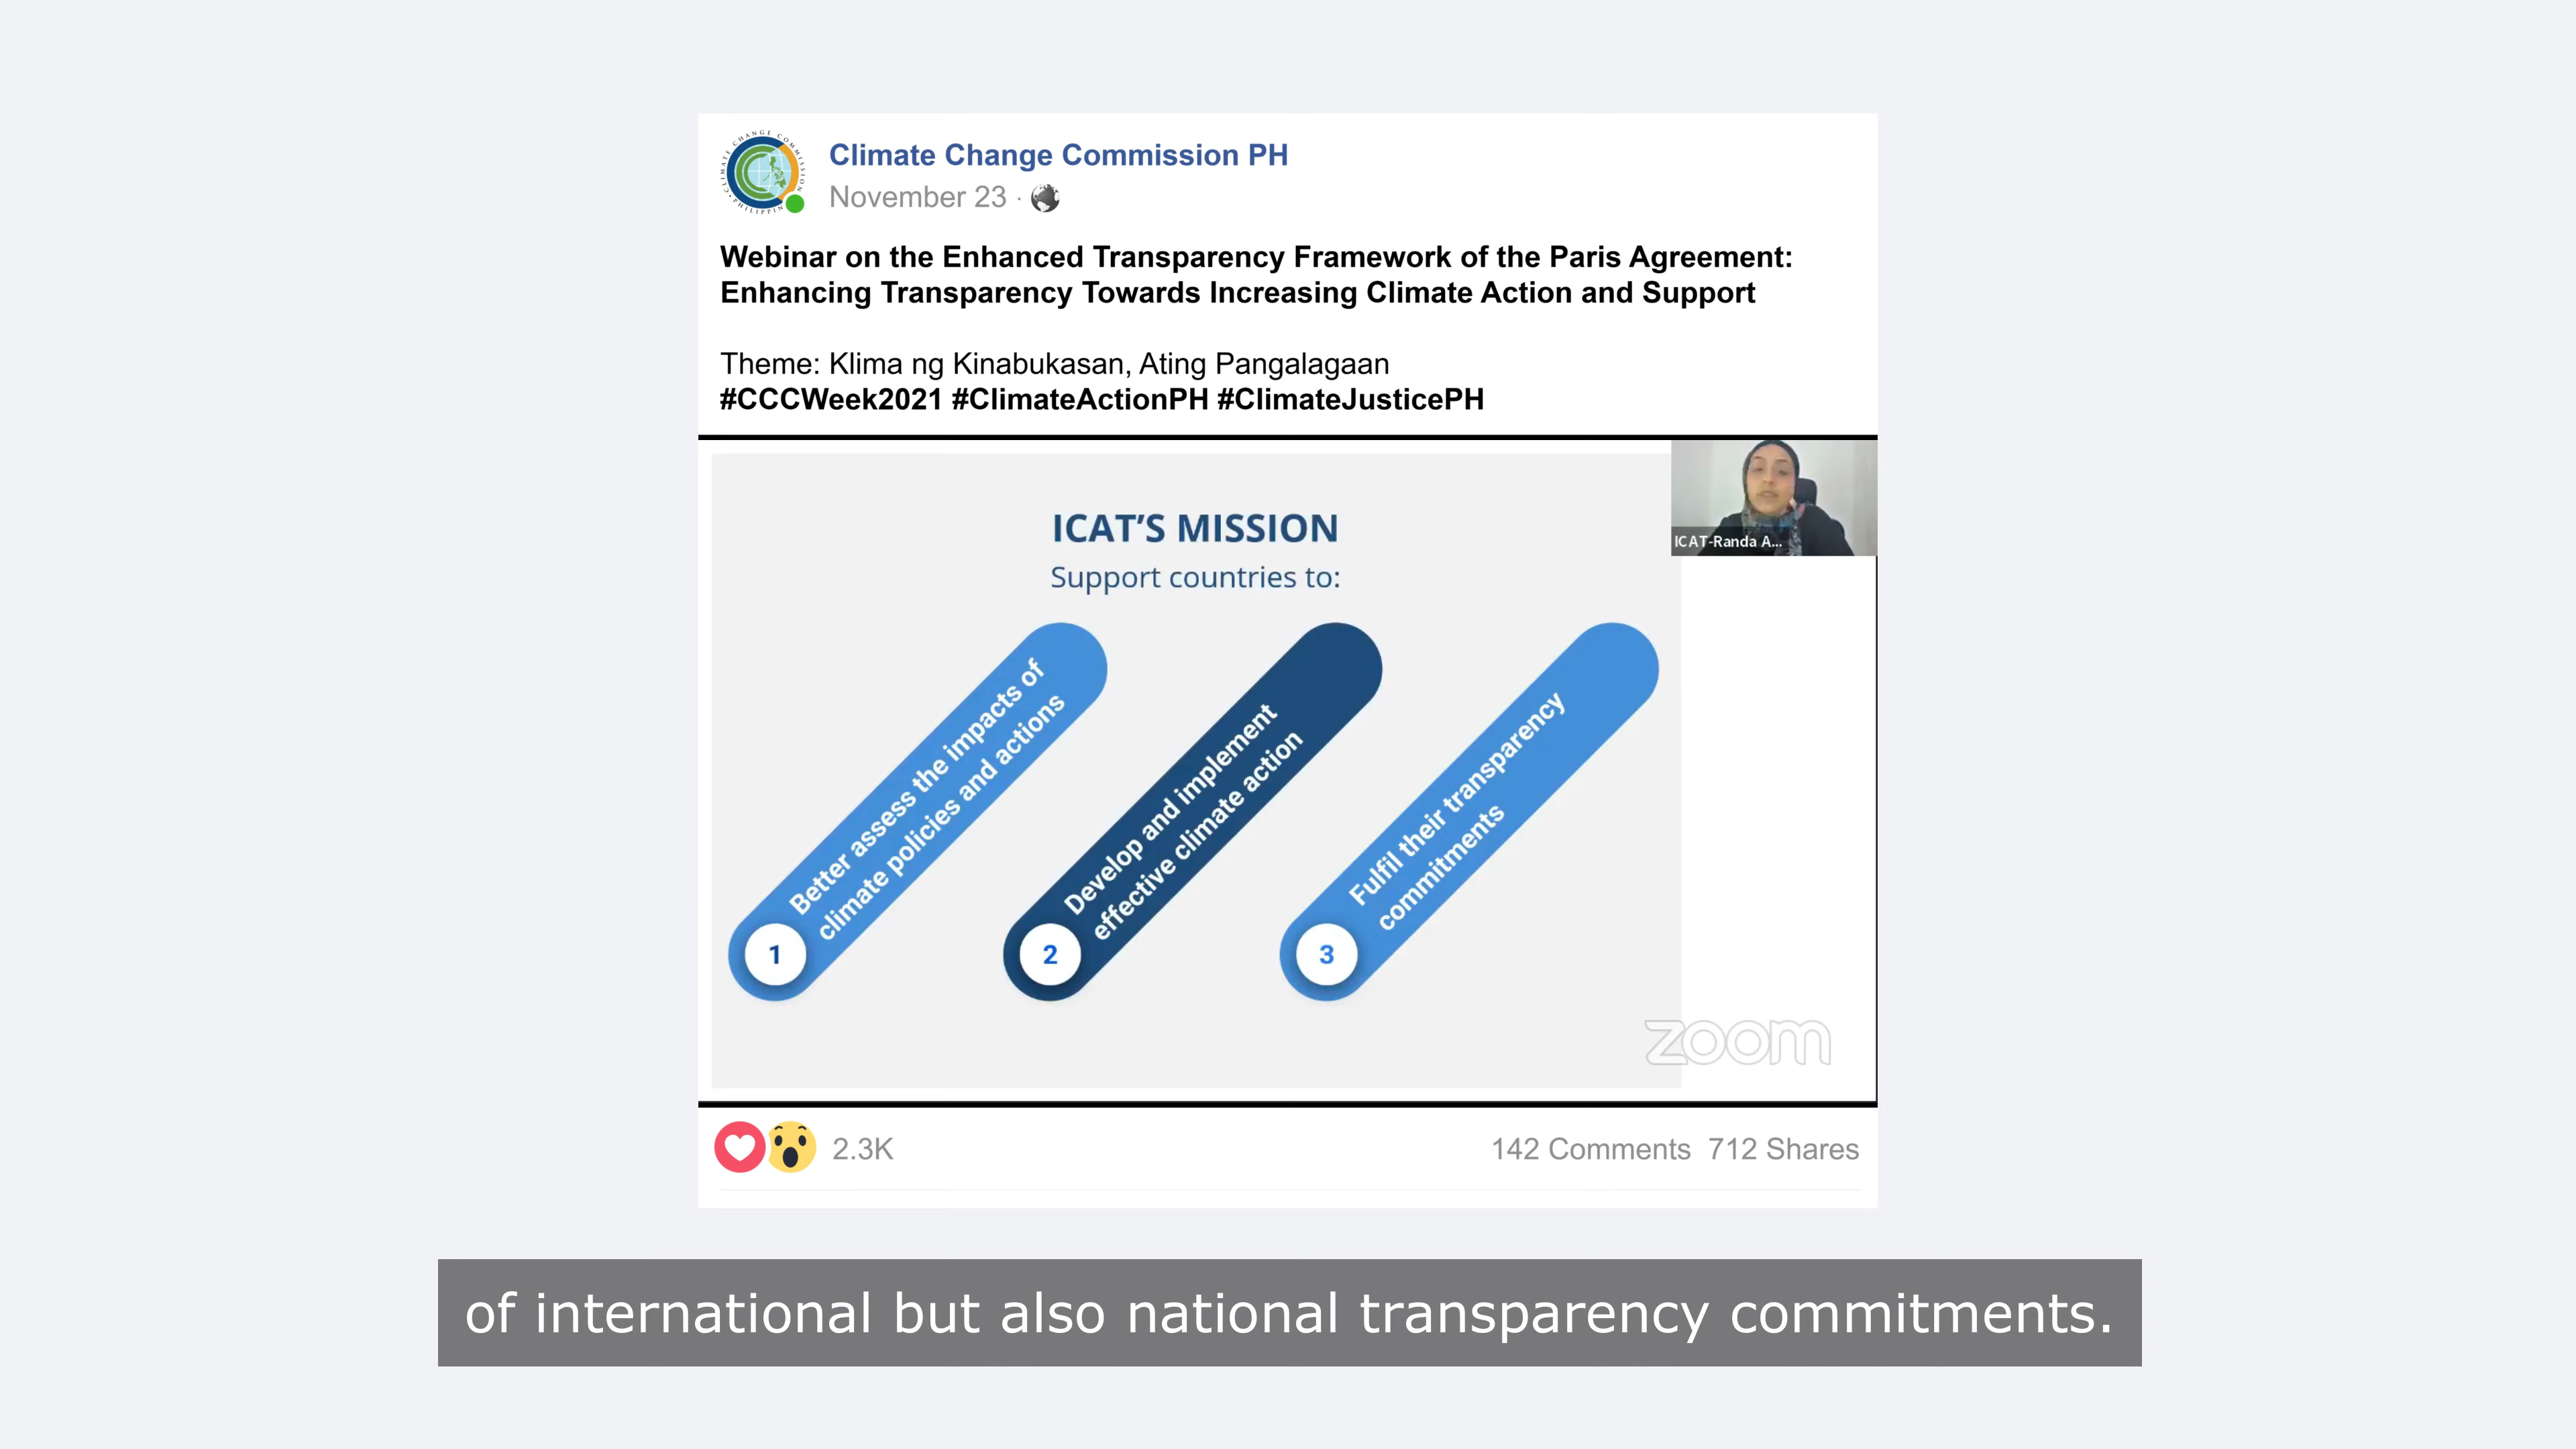 CLIMATE CHANGE COMMISSION
PHILIPPIN
Climate Change Commission PH
November 23 ·
Webinar on the Enhanced Transparency Framework of the Paris Agreement:
Enhancing Transparency Towards Increasing Climate Action and Support
Theme: Klima ng Kinabukasan, Ating Pangalagaan
#CCCWeek2021 #ClimateActionPH #ClimateJusticePH
ICAT-Randa A...
ICAT'S MISSION
Support countries to:
1
Better assess the impacts of
climate policies and actions
2
Develop and implement
effective climate action
3
Fulfil their transparency
commitments
zoom
2.3K
142 Comments 712 Shares
of international but also national transparency commitments.